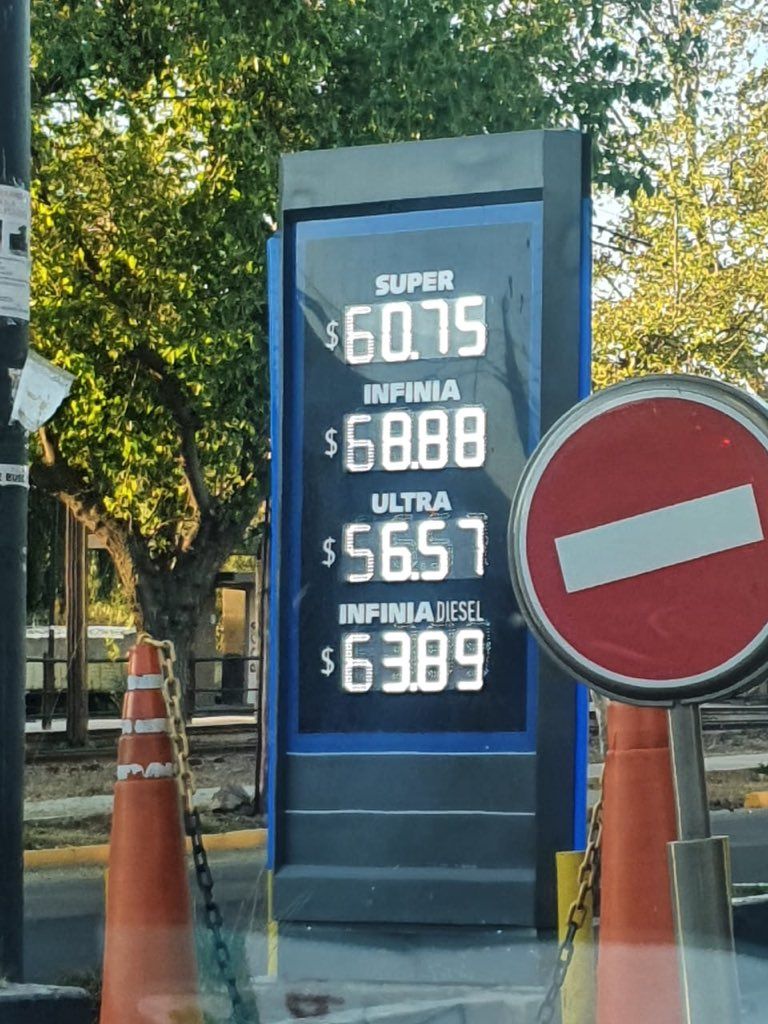 SUPER
$60.75
INFINIA
$68.88
ULTRA
$56.57
INFINIA DIESEL
$63.89